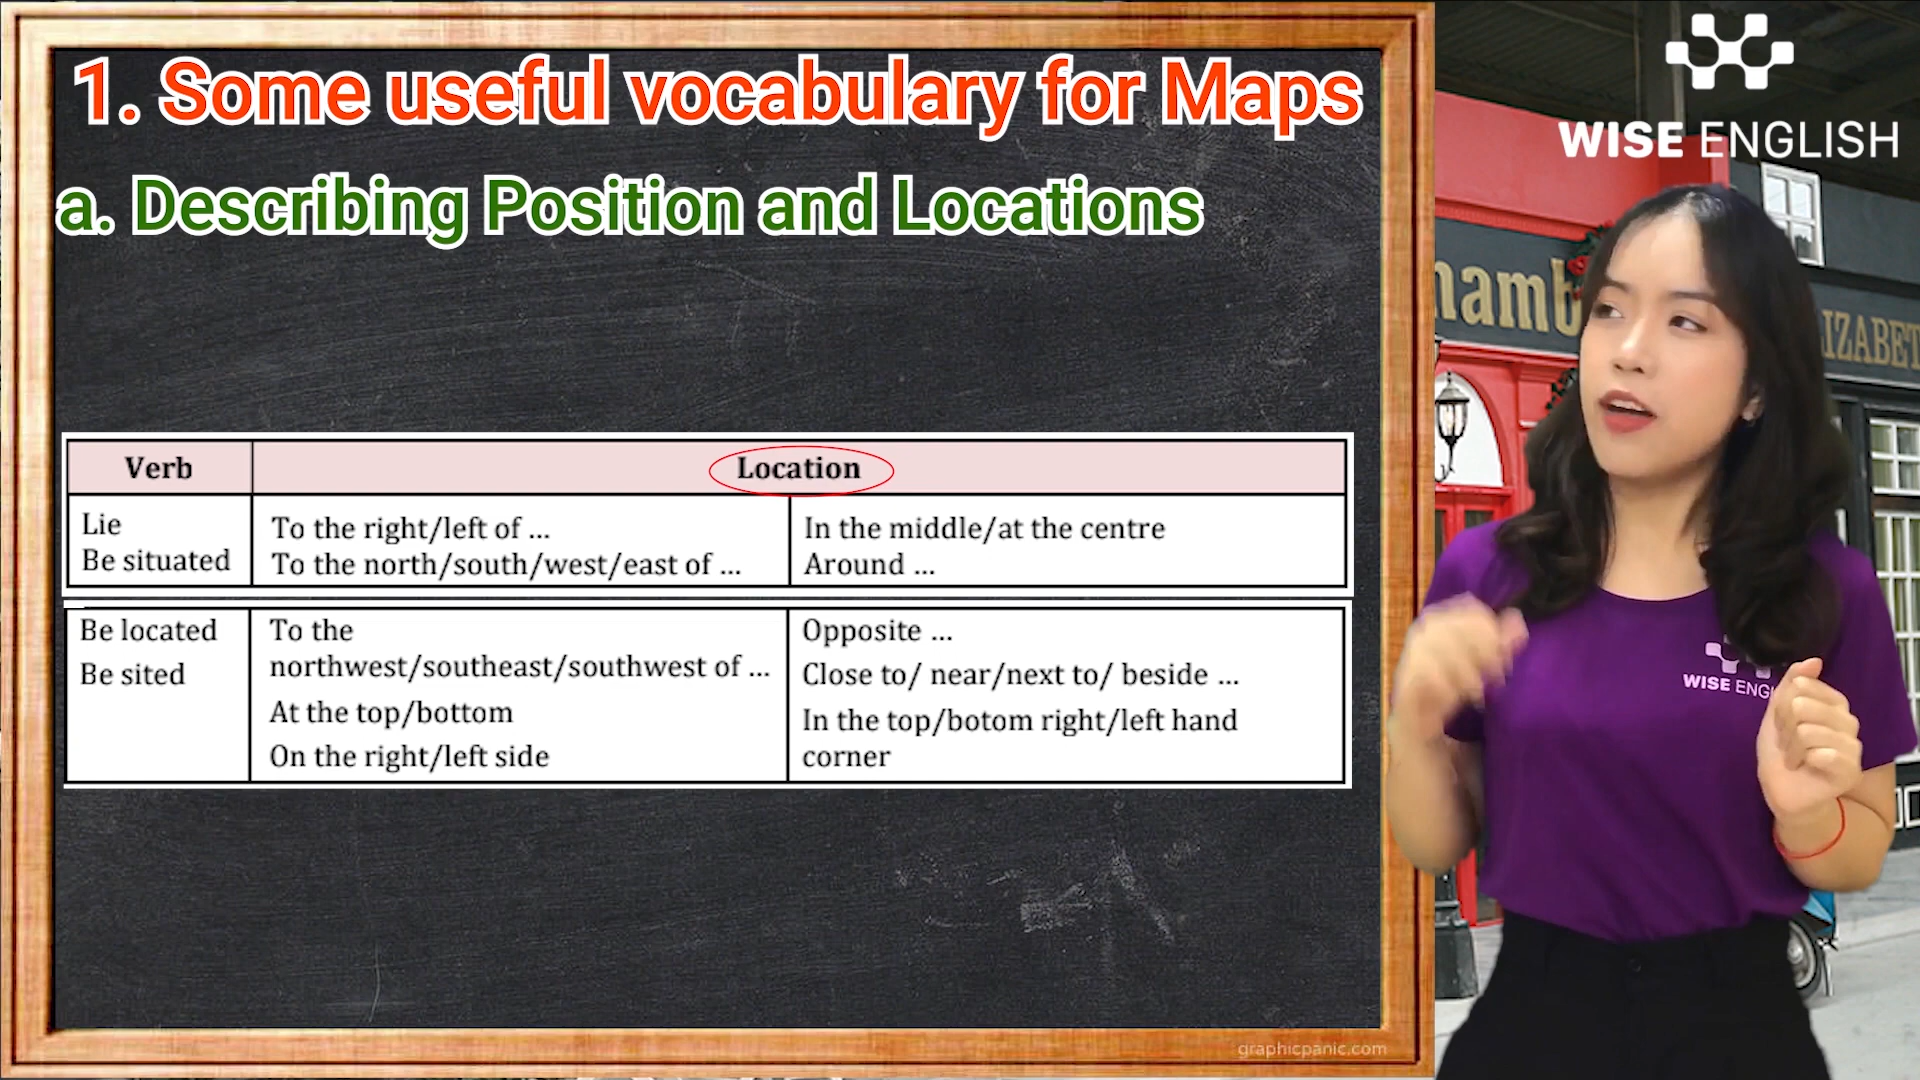 1. Some useful vocabulary for Maps
a. Describing Position and Locations
WISE ENGLISH
Verb
Location
Lie
Be situated
To the right/left of ...
To the north/south/west/east of ...
In the middle/at the centre
Around ...
Be located
Be sited
To the
northwest/southeast/southwest of ...
At the top/bottom
On the right/left side
Opposite ...
Close to/ near/next to/ beside ...
In the top/botom right/left hand
corner
WISE ENG
graphicpanic.com